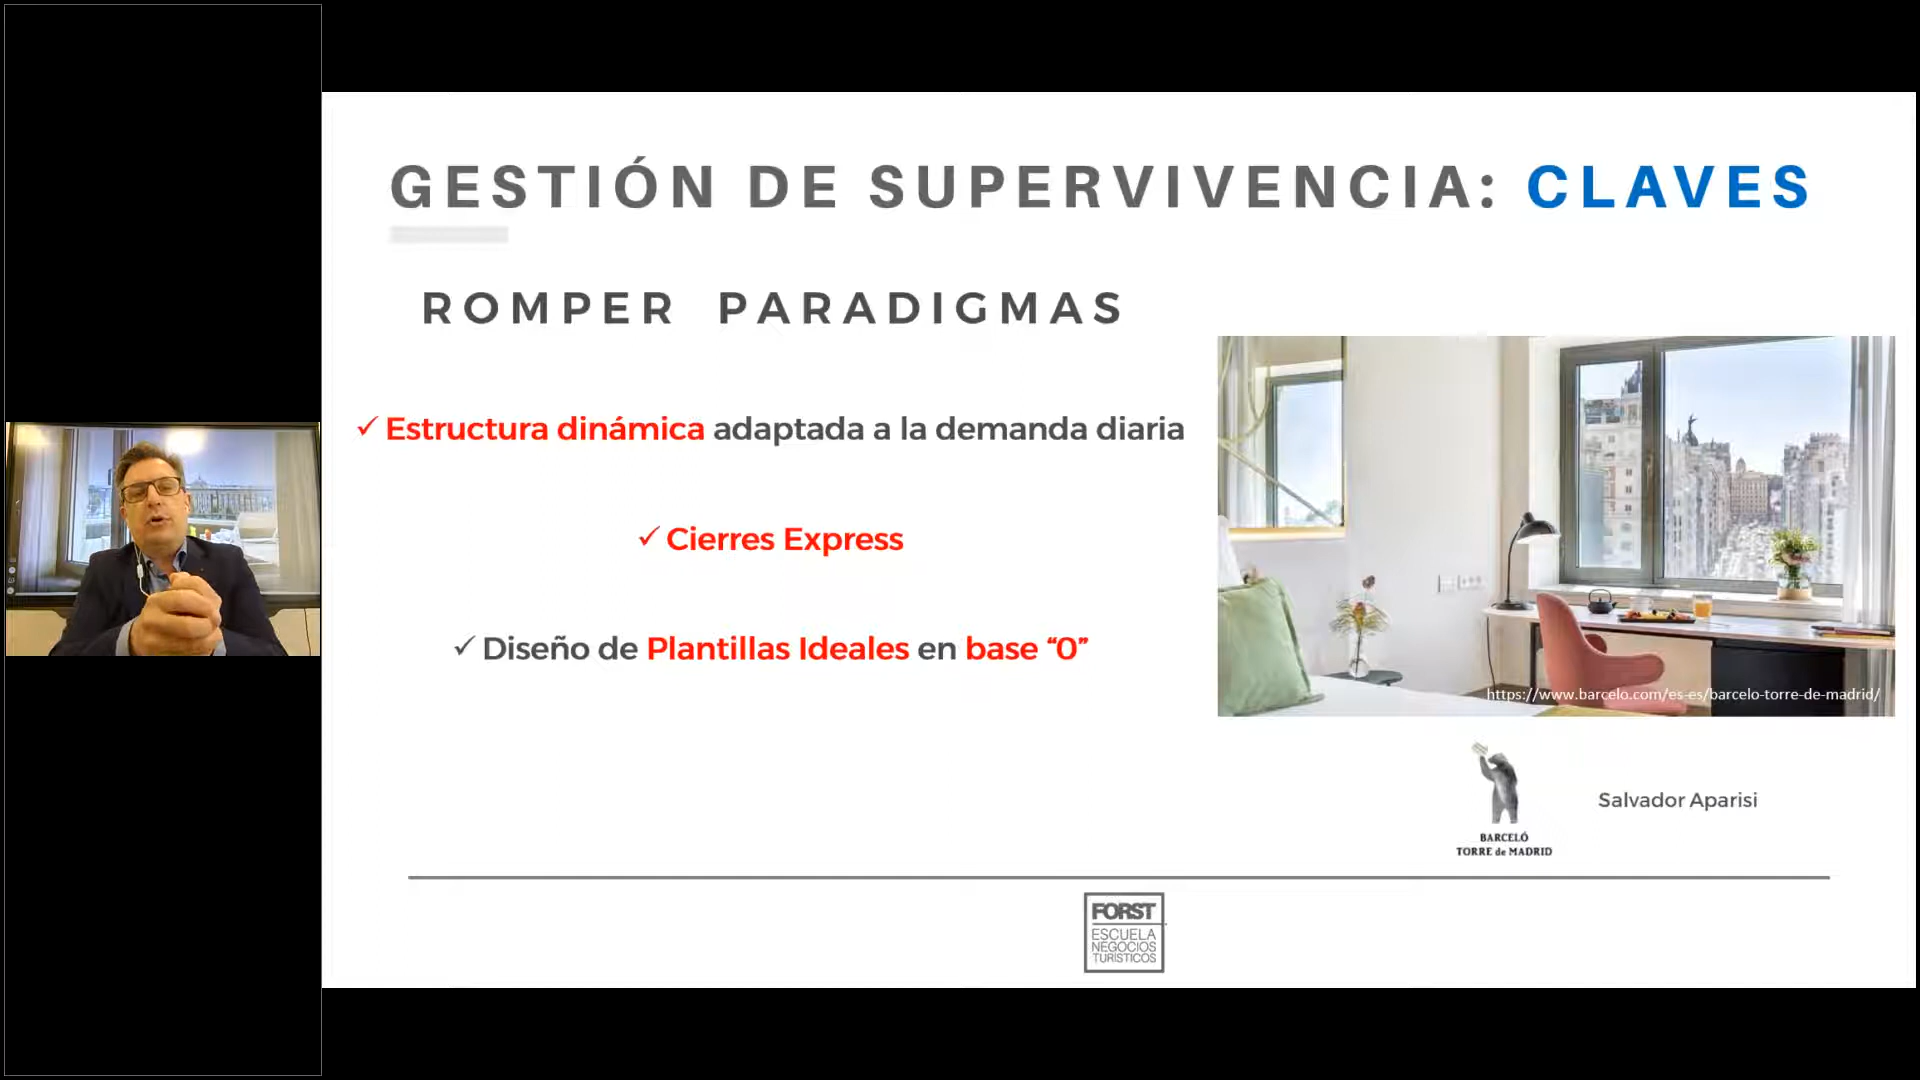 GESTIÓN DE SUPERVIVENCIA: CLAVES
ROMPER PARADIGMAS
✓ Estructura dinámica adaptada a la demanda diaria
✓ Cierres Express
✓ Diseño de Plantillas Ideales en base “0”
https://www.barcelo.com/es-es/barcelo-torre-de-madrid/
BARCELÓ
TORRE de MADRID
Salvador Aparisi
FORST
ESCUELA
NEGOCIOS
TURÍSTICOS